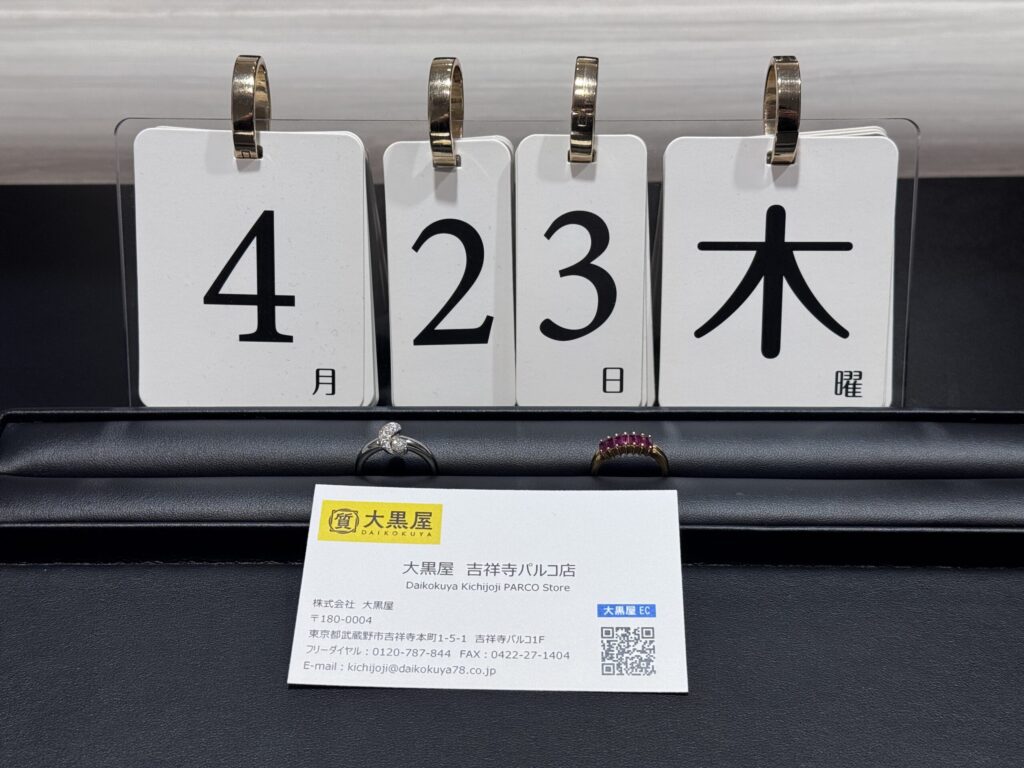 4月
23日
木曜
質 大黒屋
DAIKOKUYA
大黒屋 吉祥寺パルコ店
Daikokuya Kichijoji PARCO Store
株式会社 大黒屋
〒180-0004
東京都武蔵野市吉祥寺本町1-5-1 吉祥寺パルコ1F
フリーダイヤル：0120-787-844 FAX：0422-27-1404
E-mail：kichijoji@daikokuya78.co.jp
大黒屋 EC